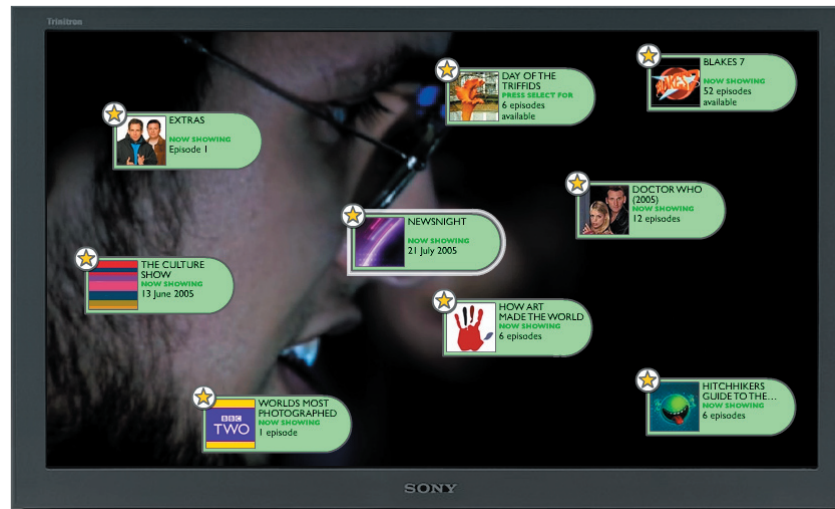 Trinitron
BLAKES 7
NOW SHOWING
52 episodes
available
DAY OF THE
TRIFFIDS
PRESS SELECT FOR
6 episodes
available
EXTRAS
NOW SHOWING
Episode 1
DOCTOR WHO
(2005)
NOW SHOWING
12 episodes
NEWSNIGHT
NOW SHOWING
21 July 2005
THE CULTURE
SHOW
NOW SHOWING
13 June 2005
HOW ART
MADE THE WORLD
NOW SHOWING
6 episodes
HITCHHIKERS
GUIDE TO THE...
NOW SHOWING
6 episodes
WORLDS MOST
PHOTOGRAPHED
NOW SHOWING
1 episode
BBC
TWO
SONY